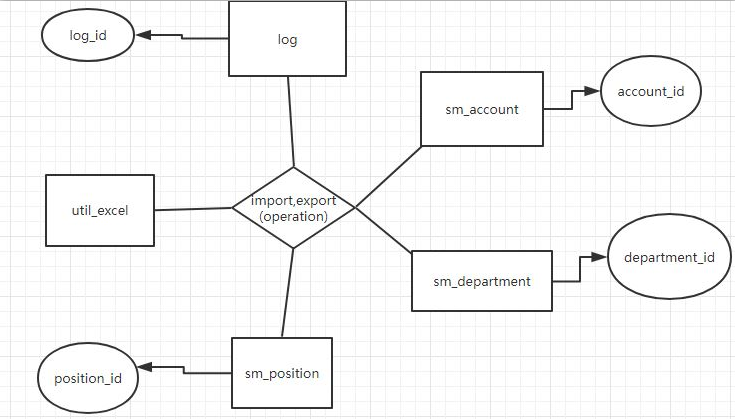 log_id
log
sm_account
account_id
util_excel
import,export
(operation)
sm_department
department_id
position_id
sm_position